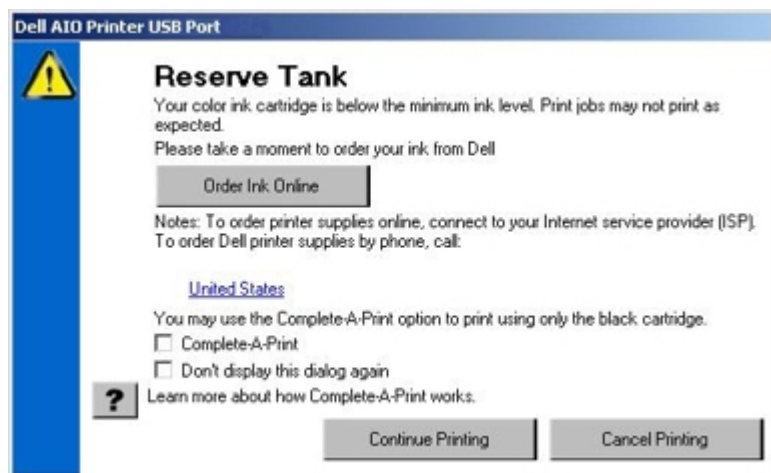 Dell AIO Printer USB Port
Reserve Tank
Your color ink cartridge is below the minimum ink level. Print jobs may not print as
expected.
Please take a moment to order your ink from Dell
Order Ink Online
Notes: To order printer supplies online, connect to your Internet service provider (ISP).
To order Dell printer supplies by phone, call:
United States
You may use the Complete-A-Print option to print using only the black cartridge.
Complete-A-Print
Don't display this dialog again
? Learn more about how Complete-A-Print works.
Continue Printing Cancel Printing